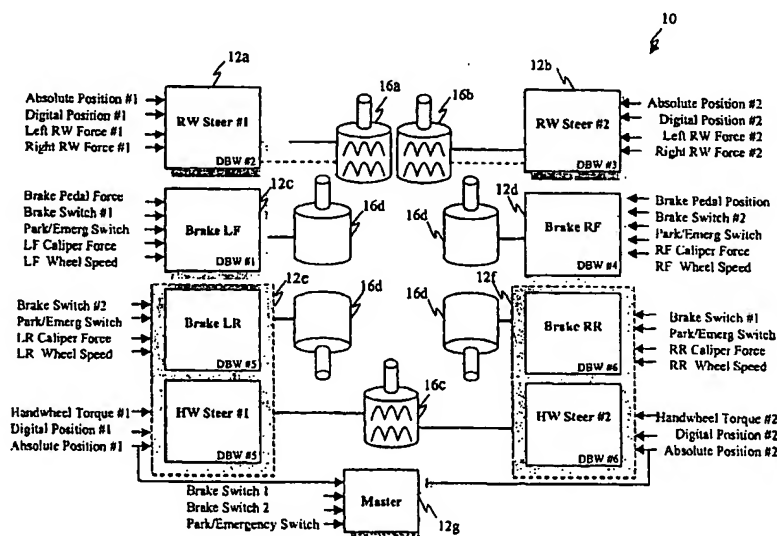 10
12a
12b
16a
16b
Absolute Position #1
Digital Position #1
Left RW Force #1
Right RW Force #1
RW Steer #1
DBW #2
RW Steer #2
DBW #3
Absolute Position #2
Digital Position #2
Left RW Force #2
Right RW Force #2
12c
16d
16d
12d
Brake Pedal Force
Brake Switch #1
Park/Emerg Switch
LF Caliper Force
LF Wheel Speed
Brake LF
DBW #1
Brake RF
DBW #4
Brake Pedal Position
Brake Switch #2
Park/Emerg Switch
RF Caliper Force
RF Wheel Speed
12e
16d
16d
12f
Brake Switch #2
Park/Emerg Switch
LR Caliper Force
LR Wheel Speed
Brake LR
DBW #5
Brake RR
DBW #6
Brake Switch #1
Park/Emerg Switch
RR Caliper Force
RR Wheel Speed
16c
Handwheel Torque #1
Digital Position #1
Absolute Position #1
HW Steer #1
DBW #5
HW Steer #2
DBW #6
Handwheel Torque #2
Digital Position #2
Absolute Position #2
Brake Switch 1
Brake Switch 2
Park/Emergency Switch
Master
12g